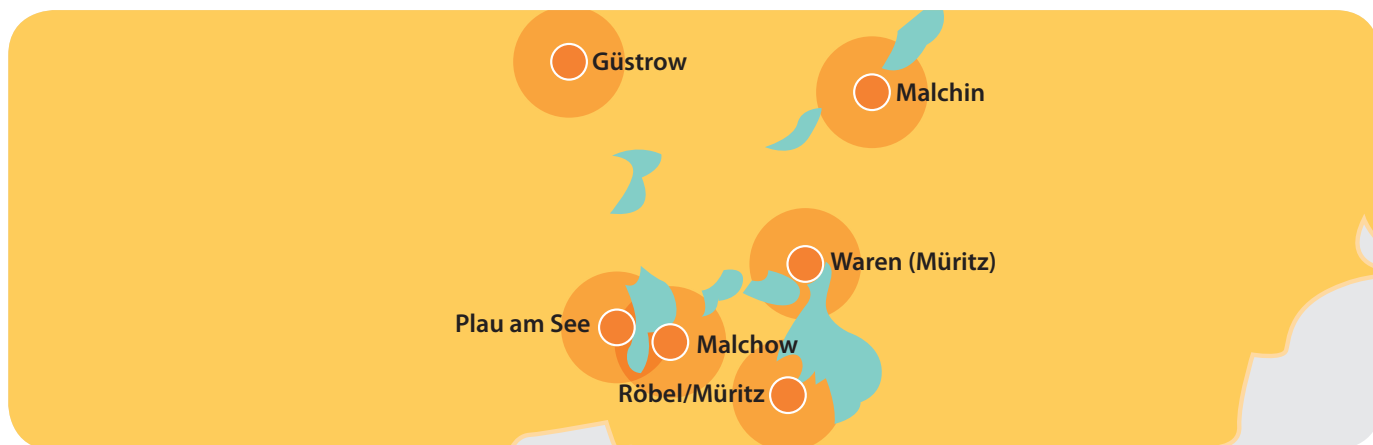 Güstrow
Malchin
Waren (Müritz)
Plau am See
Malchow
Röbel/Müritz